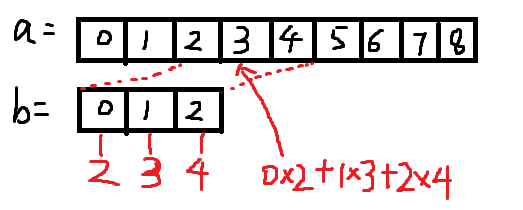 a= 0 1 2 3 4 5 6 7 8
b= 0 1 2
2 3 4 0×2+1×3+2×4